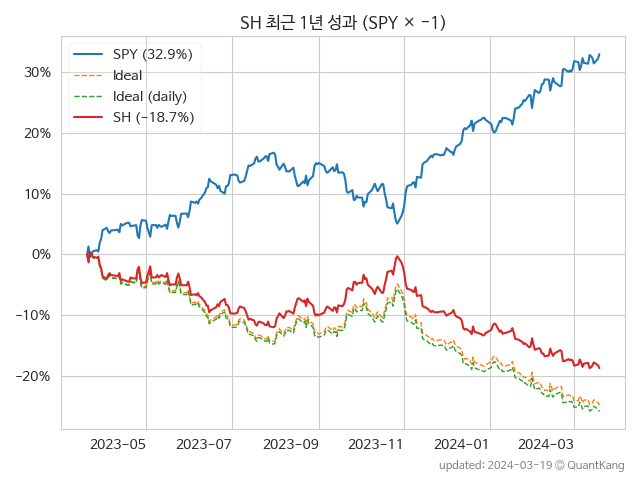 SH 최근 1년 성과 (SPY × −1)
SPY (32.9%)
Ideal
Ideal (daily)
SH (−18.7%)
30%
20%
10%
0%
−10%
−20%
2023-05 2023-07 2023-09 2023-11 2024-01 2024-03
updated: 2024-03-19 © QuantKang